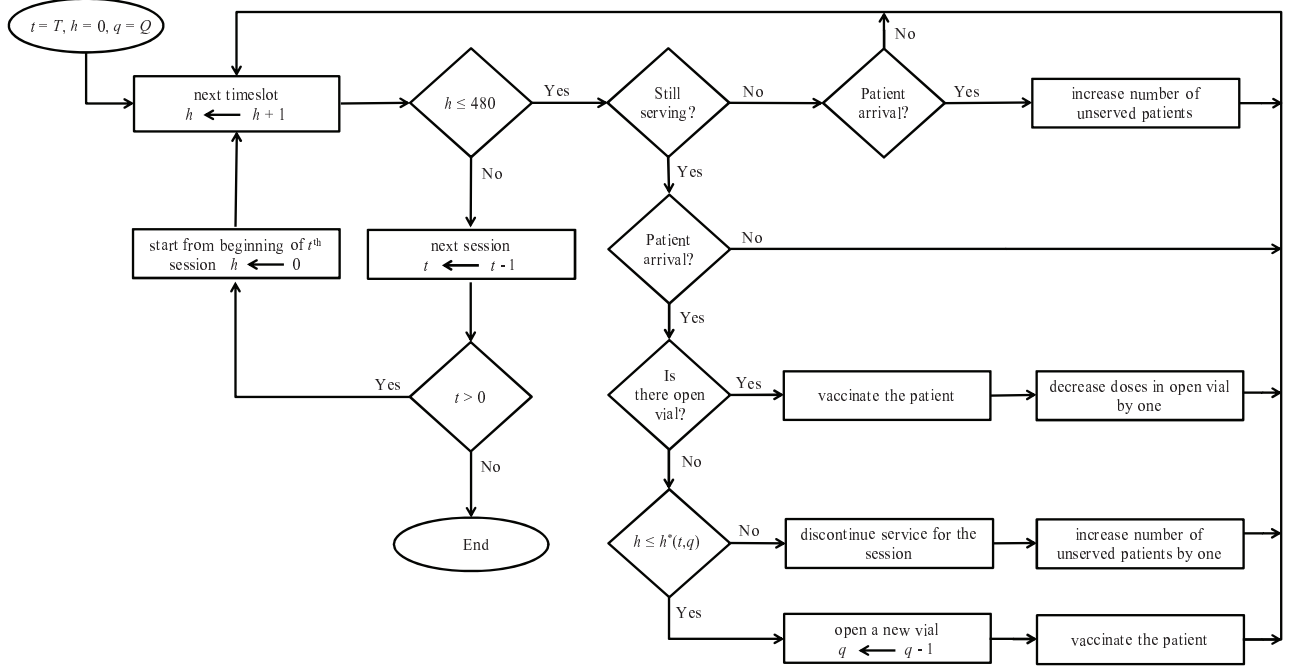 t = T, h = 0, q = Q
next timeslot
h ← h + 1
h ≤ 480
Yes
Still
serving?
No
Patient
arrival?
No
Yes
increase number of
unserved patients
No
Yes
start from beginning of tᵗʰ
session h ← 0
next session
t ← t - 1
Patient
arrival?
No
Yes
Yes
t > 0
No
End
Is
there open
vial?
Yes
vaccinate the patient
decrease doses in open vial
by one
No
h ≤ h*(t,q)
No
discontinue service for the
session
increase number of
unserved patients by one
Yes
open a new vial
q ← q - 1
vaccinate the patient